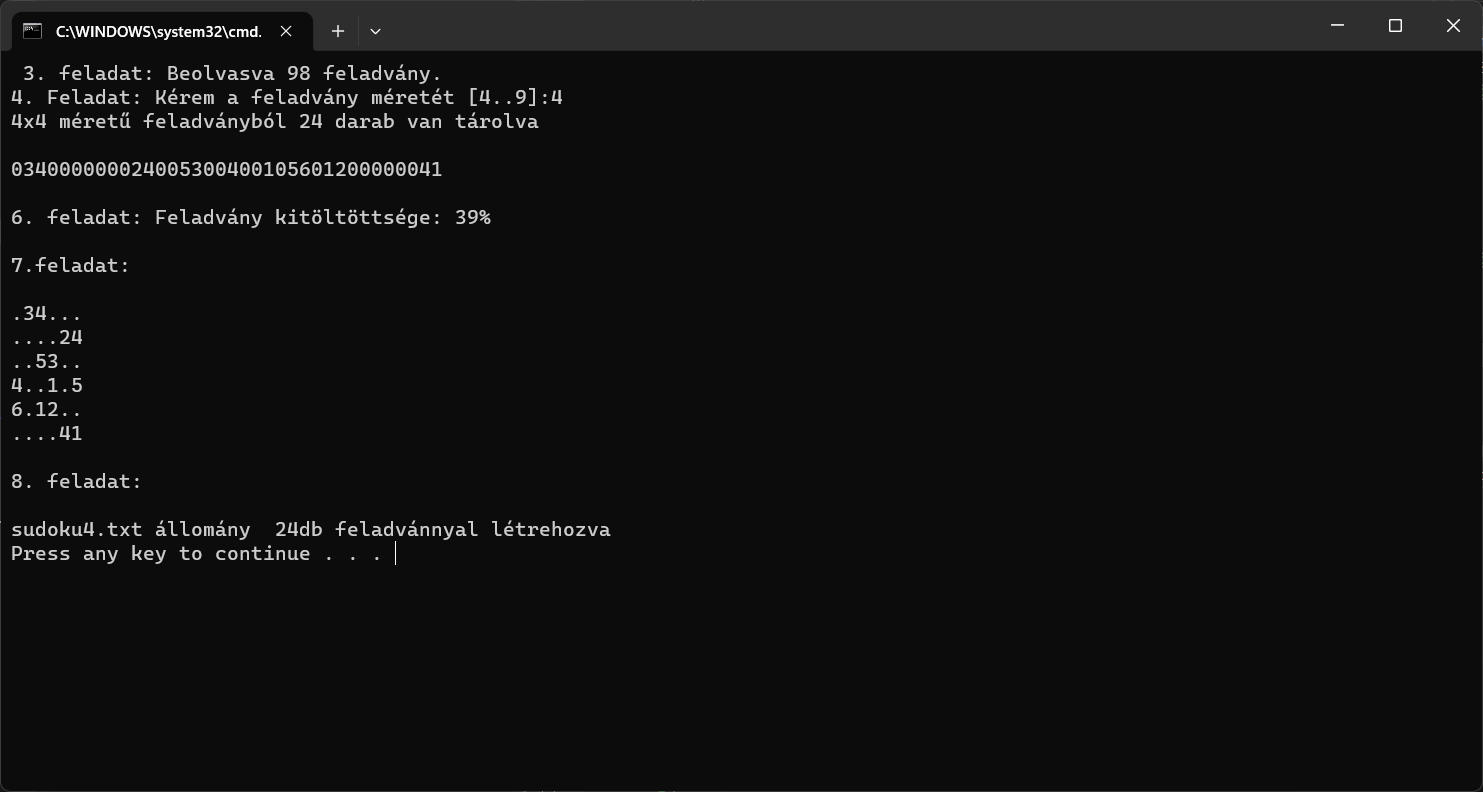 C:\WINDOWS\system32\cmd.
3. feladat: Beolvasva 98 feladvány.
4. Feladat: Kérem a feladvány méretét [4..9]:4
4x4 méretű feladványból 24 darab van tárolva
034000000024005300400105601200000041
6. feladat: Feladvány kitöltöttsége: 39%
7.feladat:
.34...
....24
..53..
4..1.5
6.12..
....41
8. feladat:
sudoku4.txt állomány  24db feladvánnyal létrehozva
Press any key to continue . . .